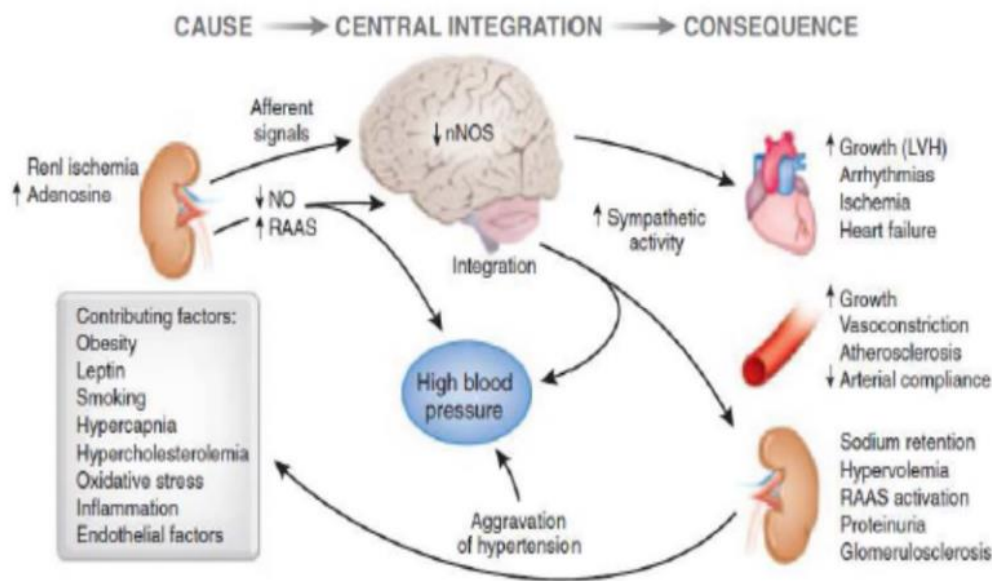 CAUSE → CENTRAL INTEGRATION → CONSEQUENCE
Afferent
signals
Renl ischemia
↑ Adenosine
↓ NO
↑ RAAS
↓ nNOS
Integration
↑ Sympathetic
activity
↑ Growth (LVH)
Arrhythmias
Ischemia
Heart failure
↑ Growth
Vasoconstriction
Atherosclerosis
↓ Arterial compliance
Contributing factors:
Obesity
Leptin
Smoking
Hypercapnia
Hypercholesterolemia
Oxidative stress
Inflammation
Endothelial factors
High blood
pressure
Aggravation
of hypertension
Sodium retention
Hypervolemia
RAAS activation
Proteinuria
Glomerulosclerosis